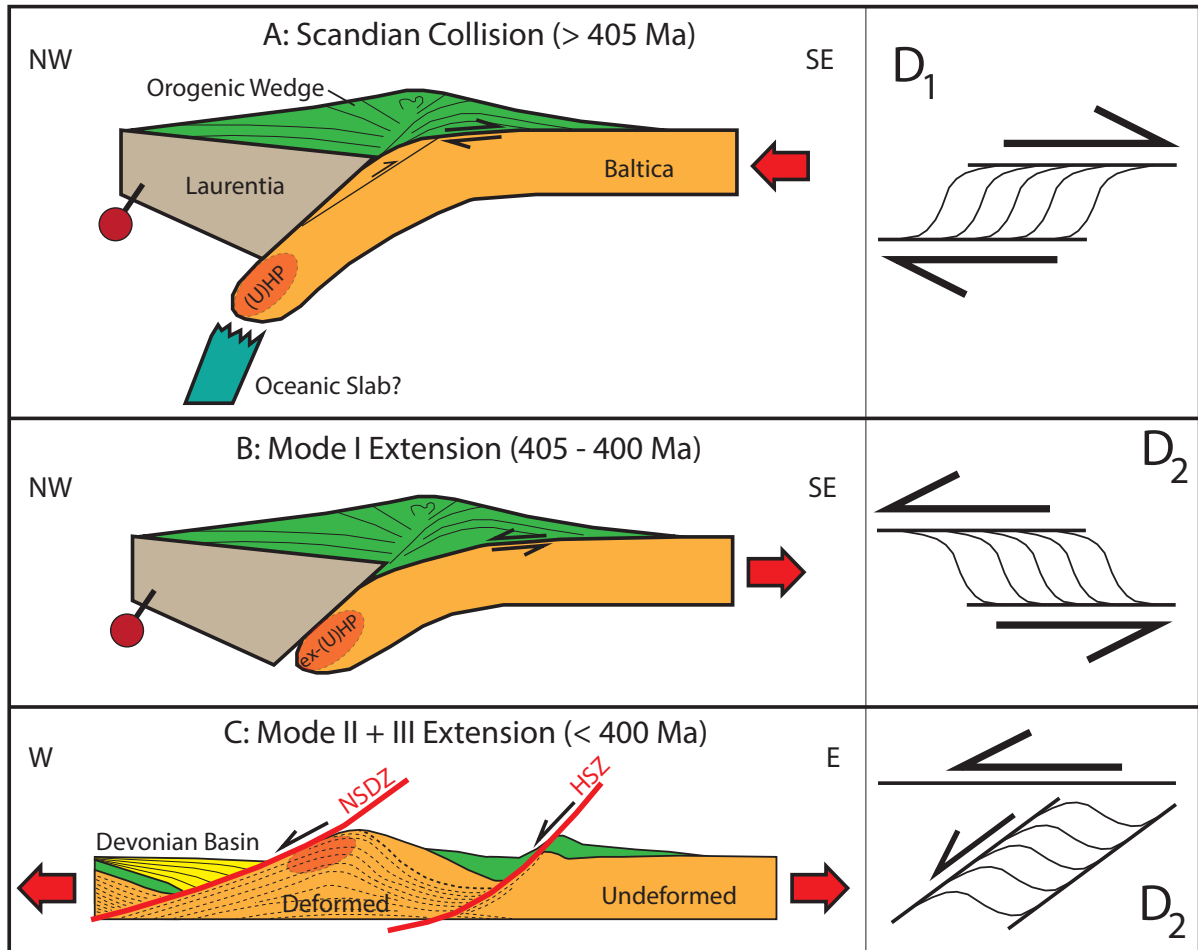 A: Scandian Collision (> 405 Ma)
NW
SE
Orogenic Wedge
Laurentia
Baltica
(U)HP
Oceanic Slab?
D1
B: Mode I Extension (405 - 400 Ma)
NW
SE
ex-(U)HP
D2
C: Mode II + III Extension (< 400 Ma)
W
E
NSDZ
HSZ
Devonian Basin
Deformed
Undeformed
D2